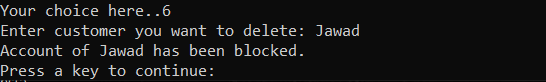 Your choice here..6
Enter customer you want to delete: Jawad
Account of Jawad has been blocked.
Press a key to continue: